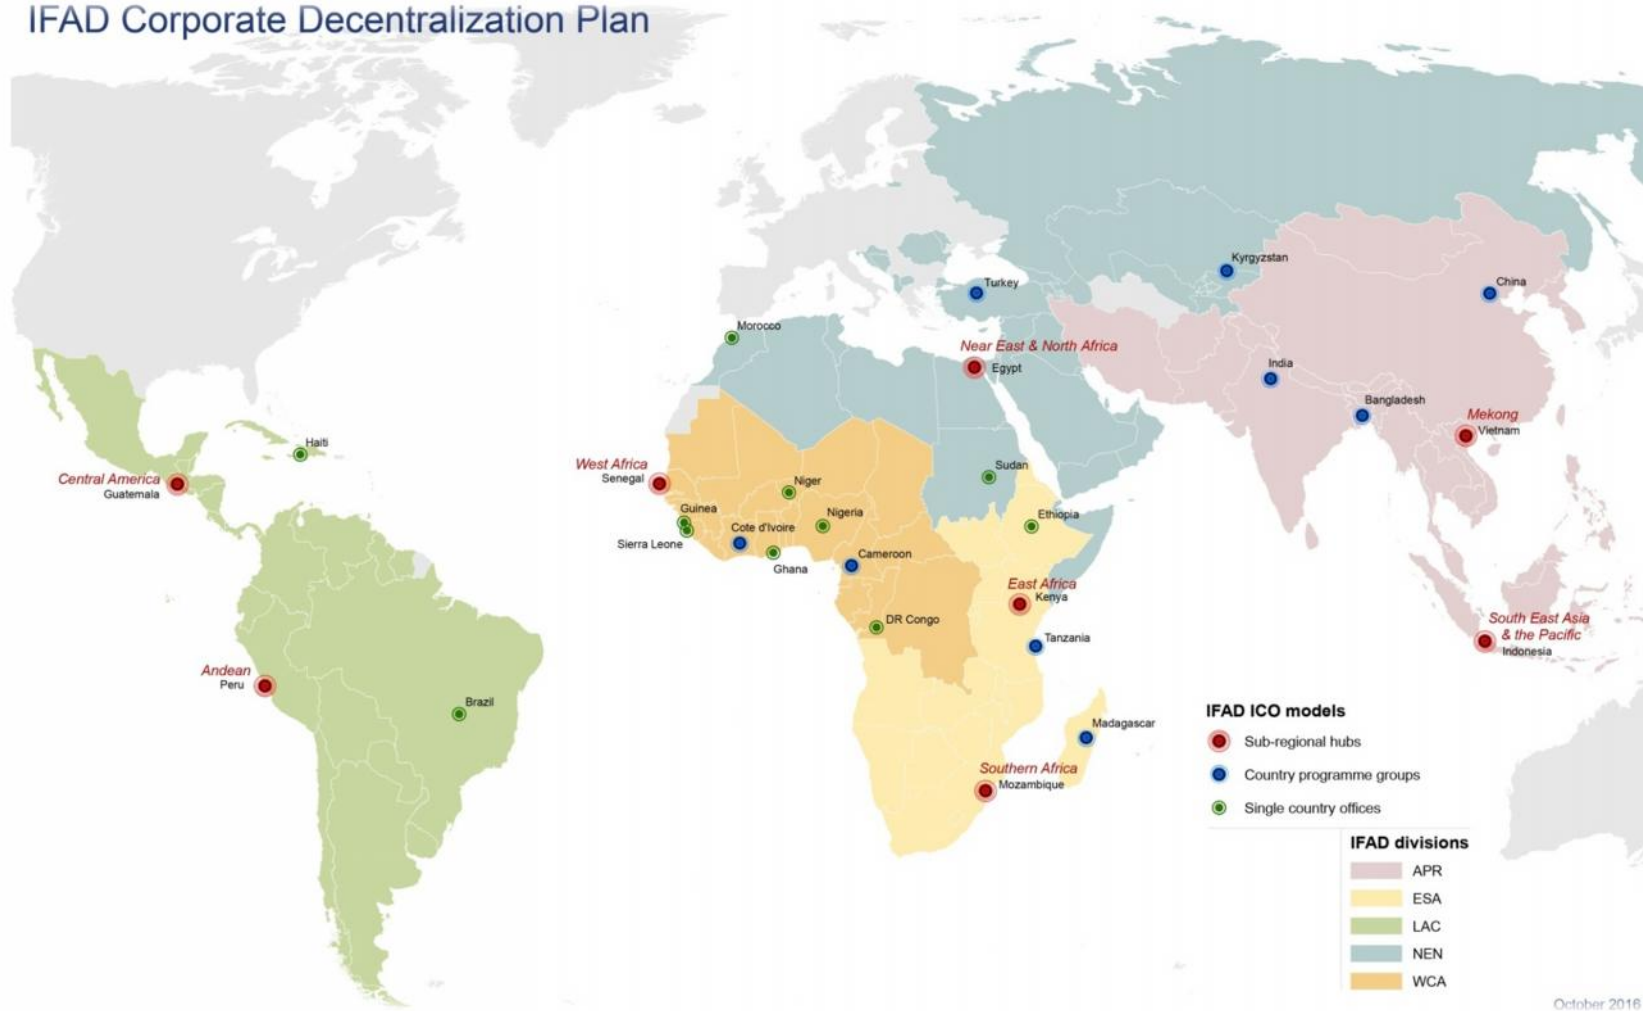 IFAD Corporate Decentralization Plan
Kyrgyzstan
Turkey
China
Morocco
Near East & North Africa
Egypt
India
Bangladesh
Mekong
Vietnam
Haiti
Central America
Guatemala
West Africa
Senegal
Niger
Sudan
Guinea
Nigeria
Ethiopia
Cote d'Ivoire
Sierra Leone
Ghana
Cameroon
East Africa
Kenya
DR Congo
Tanzania
South East Asia
& the Pacific
Indonesia
Andean
Peru
Brazil
Madagascar
Southern Africa
Mozambique
IFAD ICO models
Sub-regional hubs
Country programme groups
Single country offices
IFAD divisions
APR
ESA
LAC
NEN
WCA
October 2016